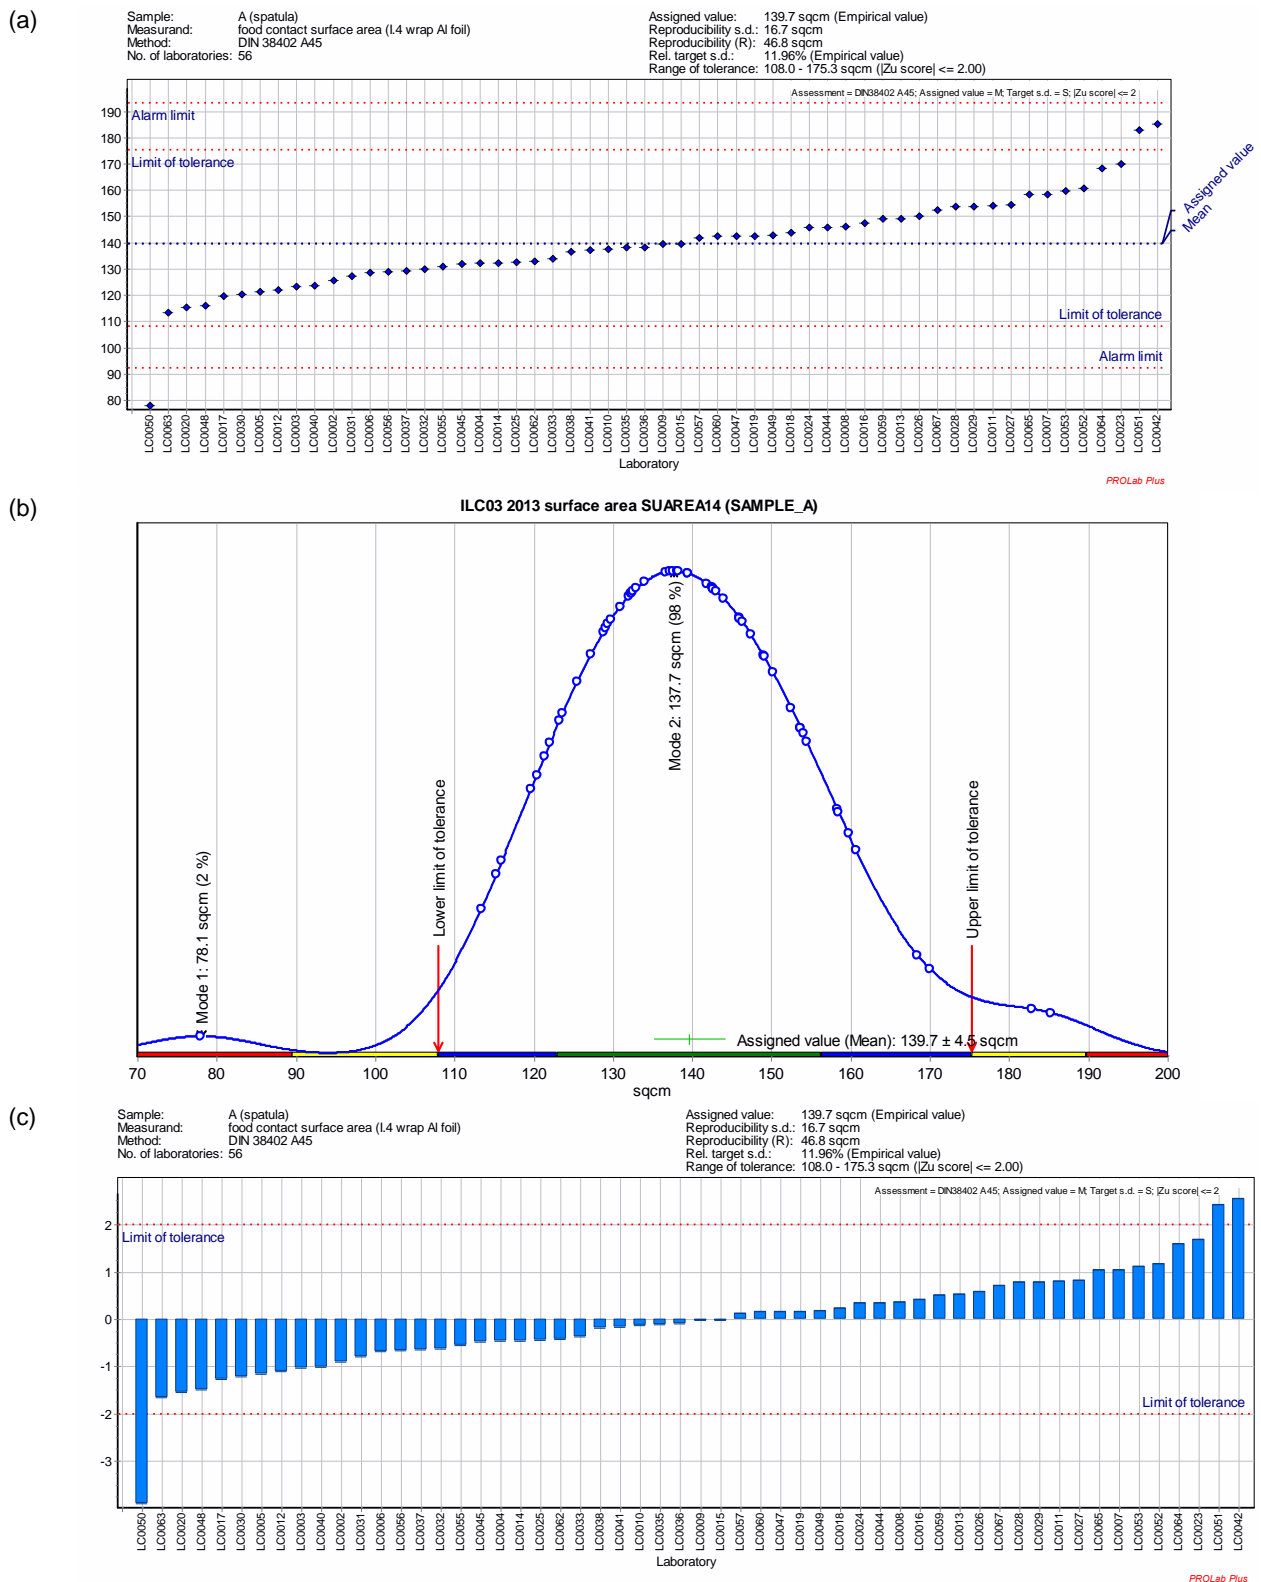 (a)
Sample: A (spatula)
Measurand: food contact surface area (I.4 wrap Al foil)
Method: DIN 38402 A45
No. of laboratories: 56
Assigned value: 139.7 sqcm (Empirical value)
Reproducibility s.d.: 16.7 sqcm
Reproducibility (R): 46.8 sqcm
Rel. target s.d.: 11.96% (Empirical value)
Range of tolerance: 108.0 - 175.3 sqcm (|Zu score| <= 2.00)
Assessment = DIN38402 A45; Assigned value = M; Target s.d. = S; |Zu score| <= 2
190
180
170
160
150
140
130
120
110
100
90
80
Alarm limit
Limit of tolerance
Assigned value
Mean
Limit of tolerance
Alarm limit
LC0050
LC0063
LC0020
LC0048
LC0017
LC0030
LC0005
LC0012
LC0003
LC0040
LC0002
LC0031
LC0006
LC0056
LC0037
LC0032
LC0055
LC0045
LC0004
LC0014
LC0025
LC0062
LC0033
LC0038
LC0041
LC0010
LC0035
LC0036
LC0009
LC0015
LC0057
LC0060
LC0047
LC0019
LC0049
LC0018
LC0024
LC0044
LC0008
LC0016
LC0059
LC0013
LC0026
LC0067
LC0028
LC0029
LC0011
LC0027
LC0065
LC0007
LC0053
LC0052
LC0064
LC0023
LC0051
LC0042
Laboratory
PROLab Plus
(b)
ILC03 2013 surface area SUAREA14 (SAMPLE_A)
Mode 1: 78.1 sqcm (2 %)
Lower limit of tolerance
Mode 2: 137.7 sqcm (98 %)
Upper limit of tolerance
Assigned value (Mean): 139.7 ± 4.5 sqcm
70 80 90 100 110 120 130 140 150 160 170 180 190 200
sqcm
(c)
Sample: A (spatula)
Measurand: food contact surface area (I.4 wrap Al foil)
Method: DIN 38402 A45
No. of laboratories: 56
Assigned value: 139.7 sqcm (Empirical value)
Reproducibility s.d.: 16.7 sqcm
Reproducibility (R): 46.8 sqcm
Rel. target s.d.: 11.96% (Empirical value)
Range of tolerance: 108.0 - 175.3 sqcm (|Zu score| <= 2.00)
Assessment = DIN38402 A45; Assigned value = M; Target s.d. = S; |Zu score| <= 2
2
1
0
-1
-2
-3
Limit of tolerance
Limit of tolerance
LC0050
LC0063
LC0020
LC0048
LC0017
LC0030
LC0005
LC0012
LC0003
LC0040
LC0002
LC0031
LC0006
LC0056
LC0037
LC0032
LC0055
LC0045
LC0004
LC0014
LC0025
LC0062
LC0033
LC0038
LC0041
LC0010
LC0035
LC0036
LC0009
LC0015
LC0057
LC0060
LC0047
LC0019
LC0049
LC0018
LC0024
LC0044
LC0008
LC0016
LC0059
LC0013
LC0026
LC0067
LC0028
LC0029
LC0011
LC0027
LC0065
LC0007
LC0053
LC0052
LC0064
LC0023
LC0051
LC0042
Laboratory
PROLab Plus